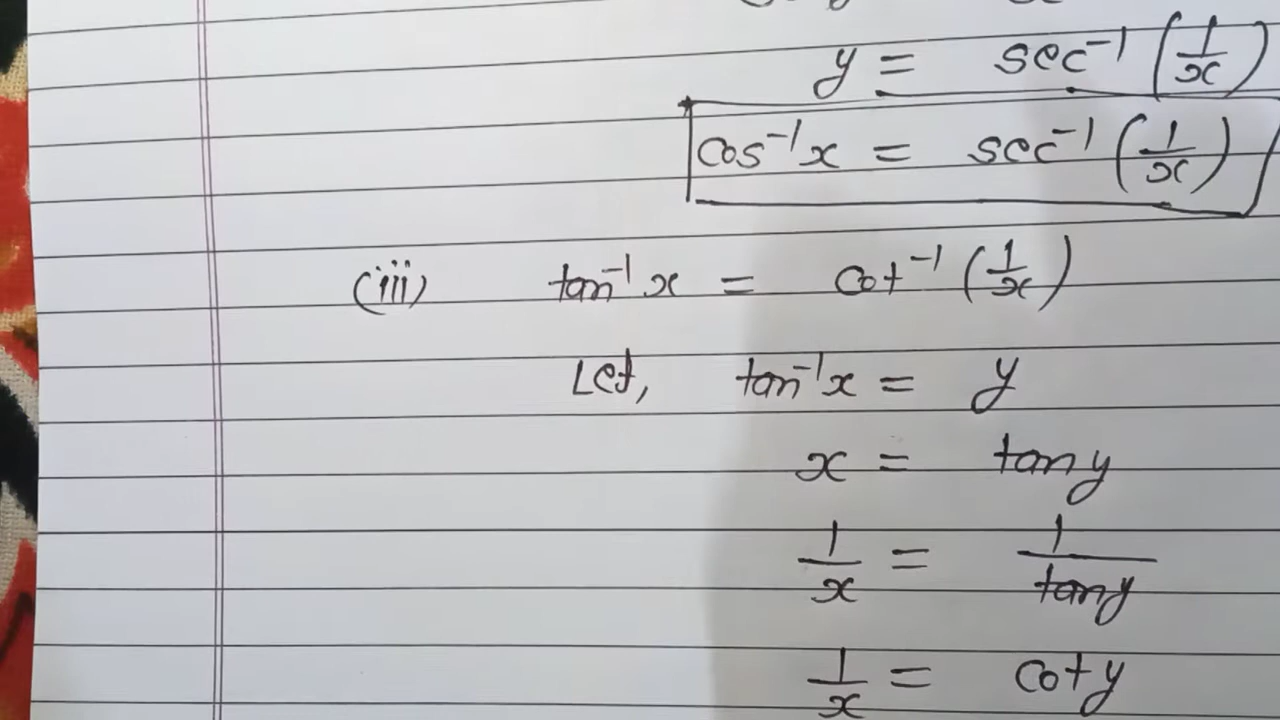 y = sec⁻¹ (1/x)
cos⁻¹x = sec⁻¹ (1/x)
(iii) tan⁻¹x = cot⁻¹ (1/x)
Let, tan⁻¹x = y
x = tany
1/x = 1/tany
1/x = coty